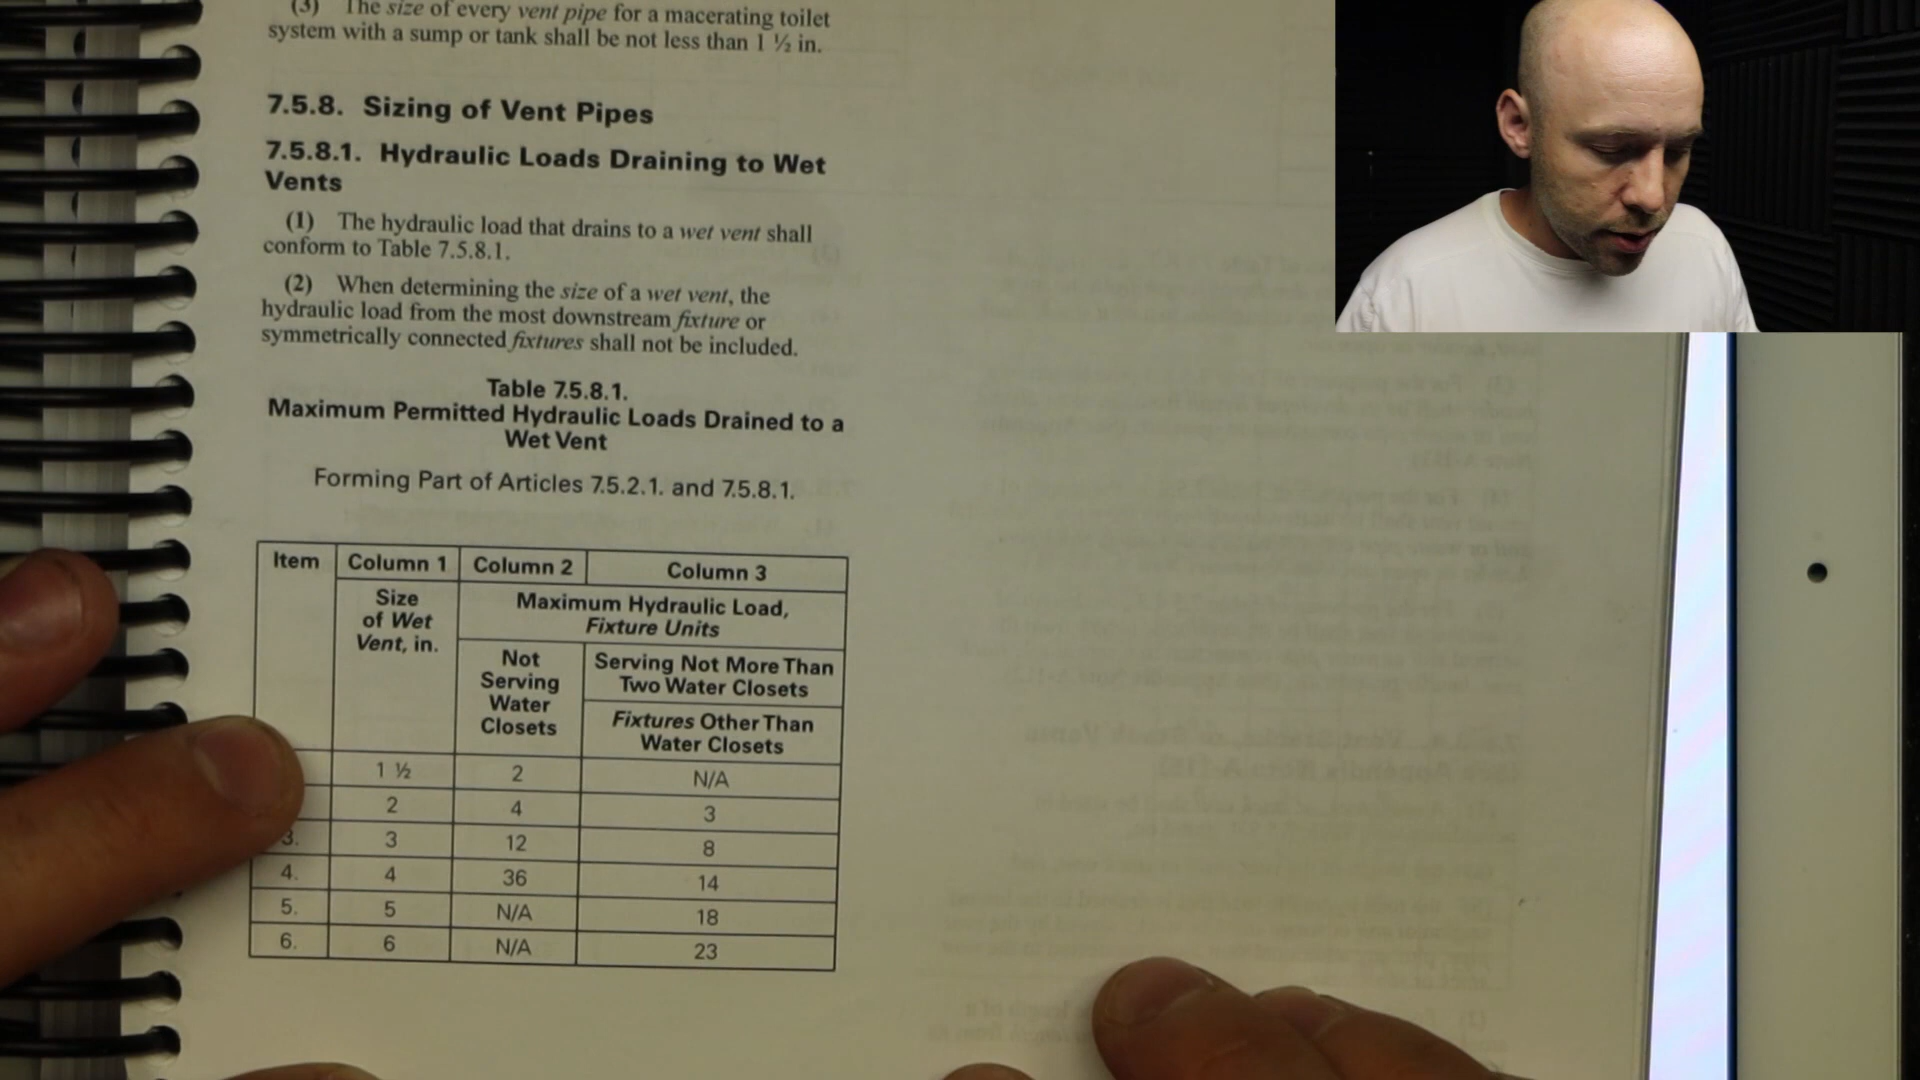 (3) The size of every vent pipe for a macerating toilet
system with a sump or tank shall be not less than 1 ½ in.
7.5.8. Sizing of Vent Pipes
7.5.8.1. Hydraulic Loads Draining to Wet
Vents
(1) The hydraulic load that drains to a wet vent shall
conform to Table 7.5.8.1.
(2) When determining the size of a wet vent, the
hydraulic load from the most downstream fixture or
symmetrically connected fixtures shall not be included.
Table 7.5.8.1.
Maximum Permitted Hydraulic Loads Drained to a
Wet Vent
Forming Part of Articles 7.5.2.1. and 7.5.8.1.
Item Column 1 Column 2 Column 3
Size
of Wet
Vent, in.
Maximum Hydraulic Load,
Fixture Units
Not
Serving
Water
Closets
Serving Not More Than
Two Water Closets
Fixtures Other Than
Water Closets
1 ½ 2 N/A
2 4 3
3. 3 12 8
4. 4 36 14
5. 5 N/A 18
6. 6 N/A 23